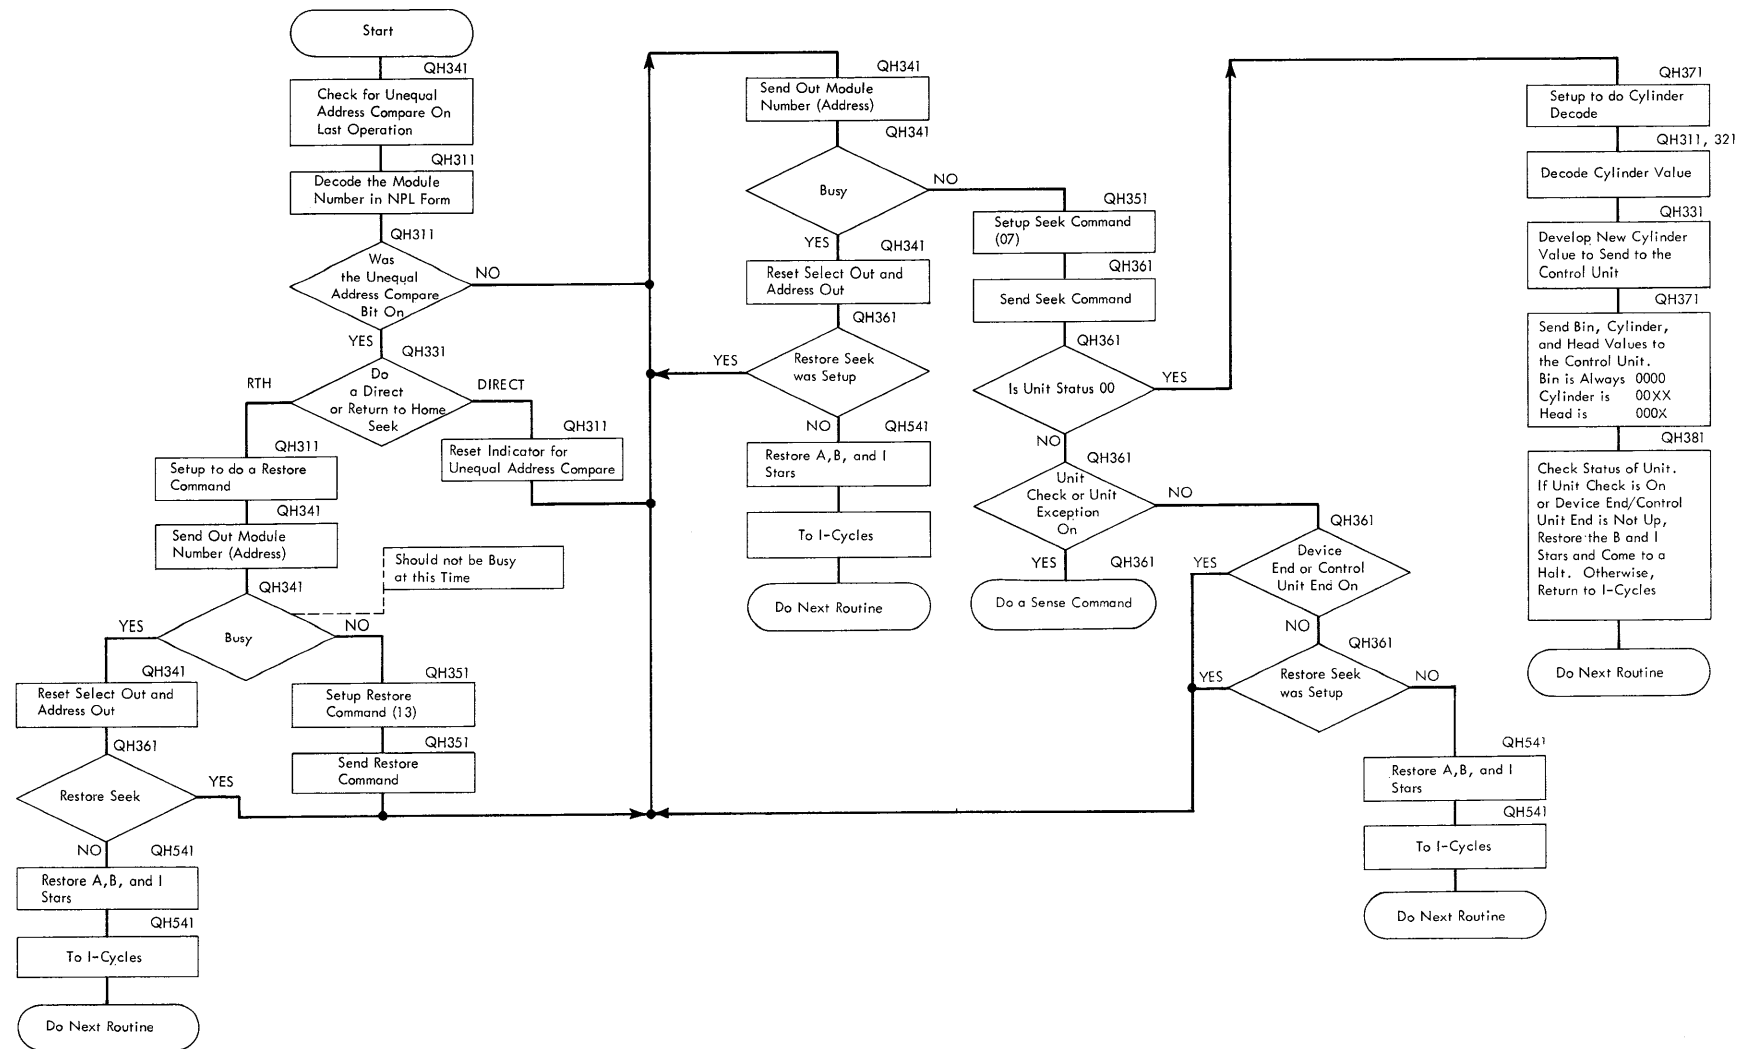 Start
QH341
Check for Unequal
Address Compare On
Last Operation
QH311
Decode the Module
Number in NPL Form
QH311
Was
the Unequal
Address Compare
Bit On
NO
YES
QH331
Do
a Direct
or Return to Home
Seek
RTH
DIRECT
QH311
Reset Indicator for
Unequal Address Compare
QH311
Setup to do a Restore
Command
QH341
Send Out Module
Number (Address)
Should not be Busy
at this Time
QH341
Busy
YES
NO
QH341
Reset Select Out and
Address Out
QH351
Setup Restore
Command (13)
QH351
Send Restore
Command
QH361
Restore Seek
YES
NO
QH541
Restore A,B, and I
Stars
QH541
To I-Cycles
Do Next Routine
QH341
Send Out Module
Number (Address)
QH341
Busy
NO
YES
QH341
Reset Select Out and
Address Out
QH361
Restore Seek
was Setup
YES
NO
QH541
Restore A,B, and I
Stars
To I-Cycles
Do Next Routine
QH351
Setup Seek Command
(07)
QH361
Send Seek Command
QH361
Is Unit Status 00
YES
NO
QH361
Unit
Check or Unit
Exception
On
NO
YES
QH361
Do a Sense Command
QH361
Device
End or Control
Unit End On
YES
NO
QH361
Restore Seek
was Setup
YES
NO
QH541
Restore A,B, and I
Stars
QH541
To I-Cycles
Do Next Routine
QH371
Setup to do Cylinder
Decode
QH311, 321
Decode Cylinder Value
QH331
Develop New Cylinder
Value to Send to the
Control Unit
QH371
Send Bin, Cylinder,
and Head Values to
the Control Unit.
Bin is Always 0000
Cylinder is 00XX
Head is 000X
QH381
Check Status of Unit.
If Unit Check is On
or Device End/Control
Unit End is Not Up,
Restore the B and I
Stars and Come to a
Halt. Otherwise,
Return to I-Cycles
Do Next Routine